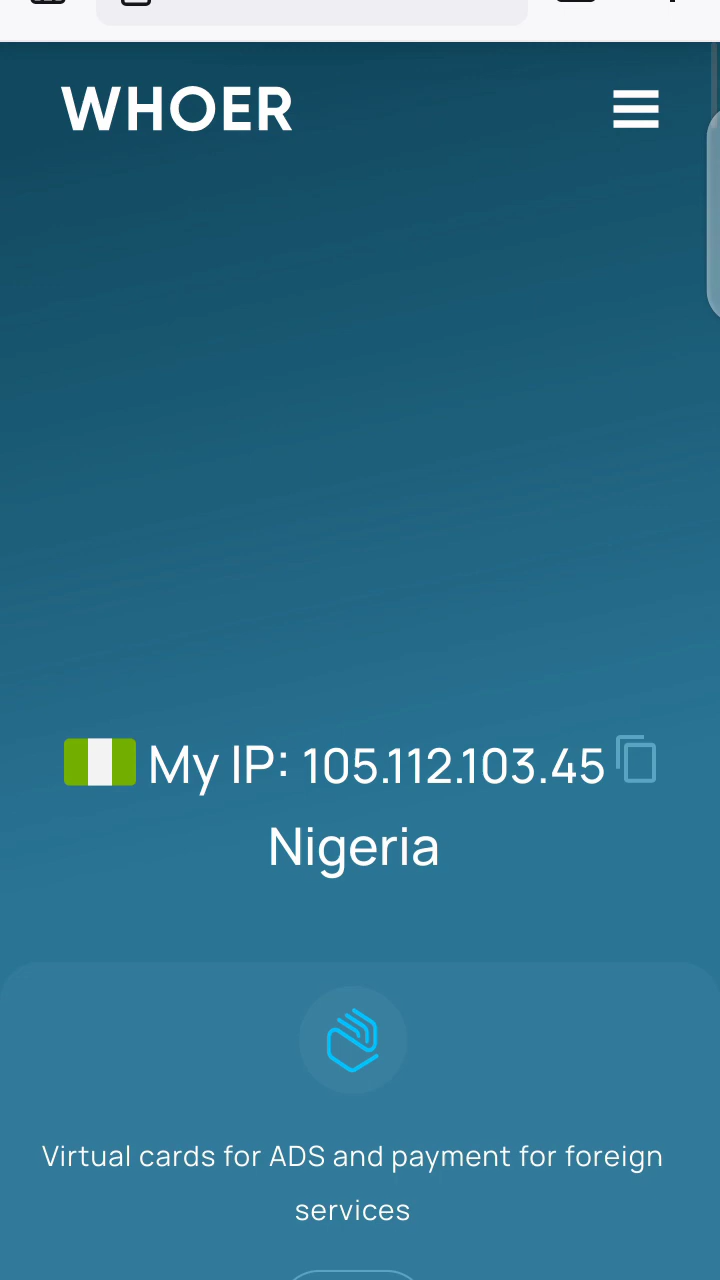 WHOER
My IP: 105.112.103.45
Nigeria
Virtual cards for ADS and payment for foreign
services